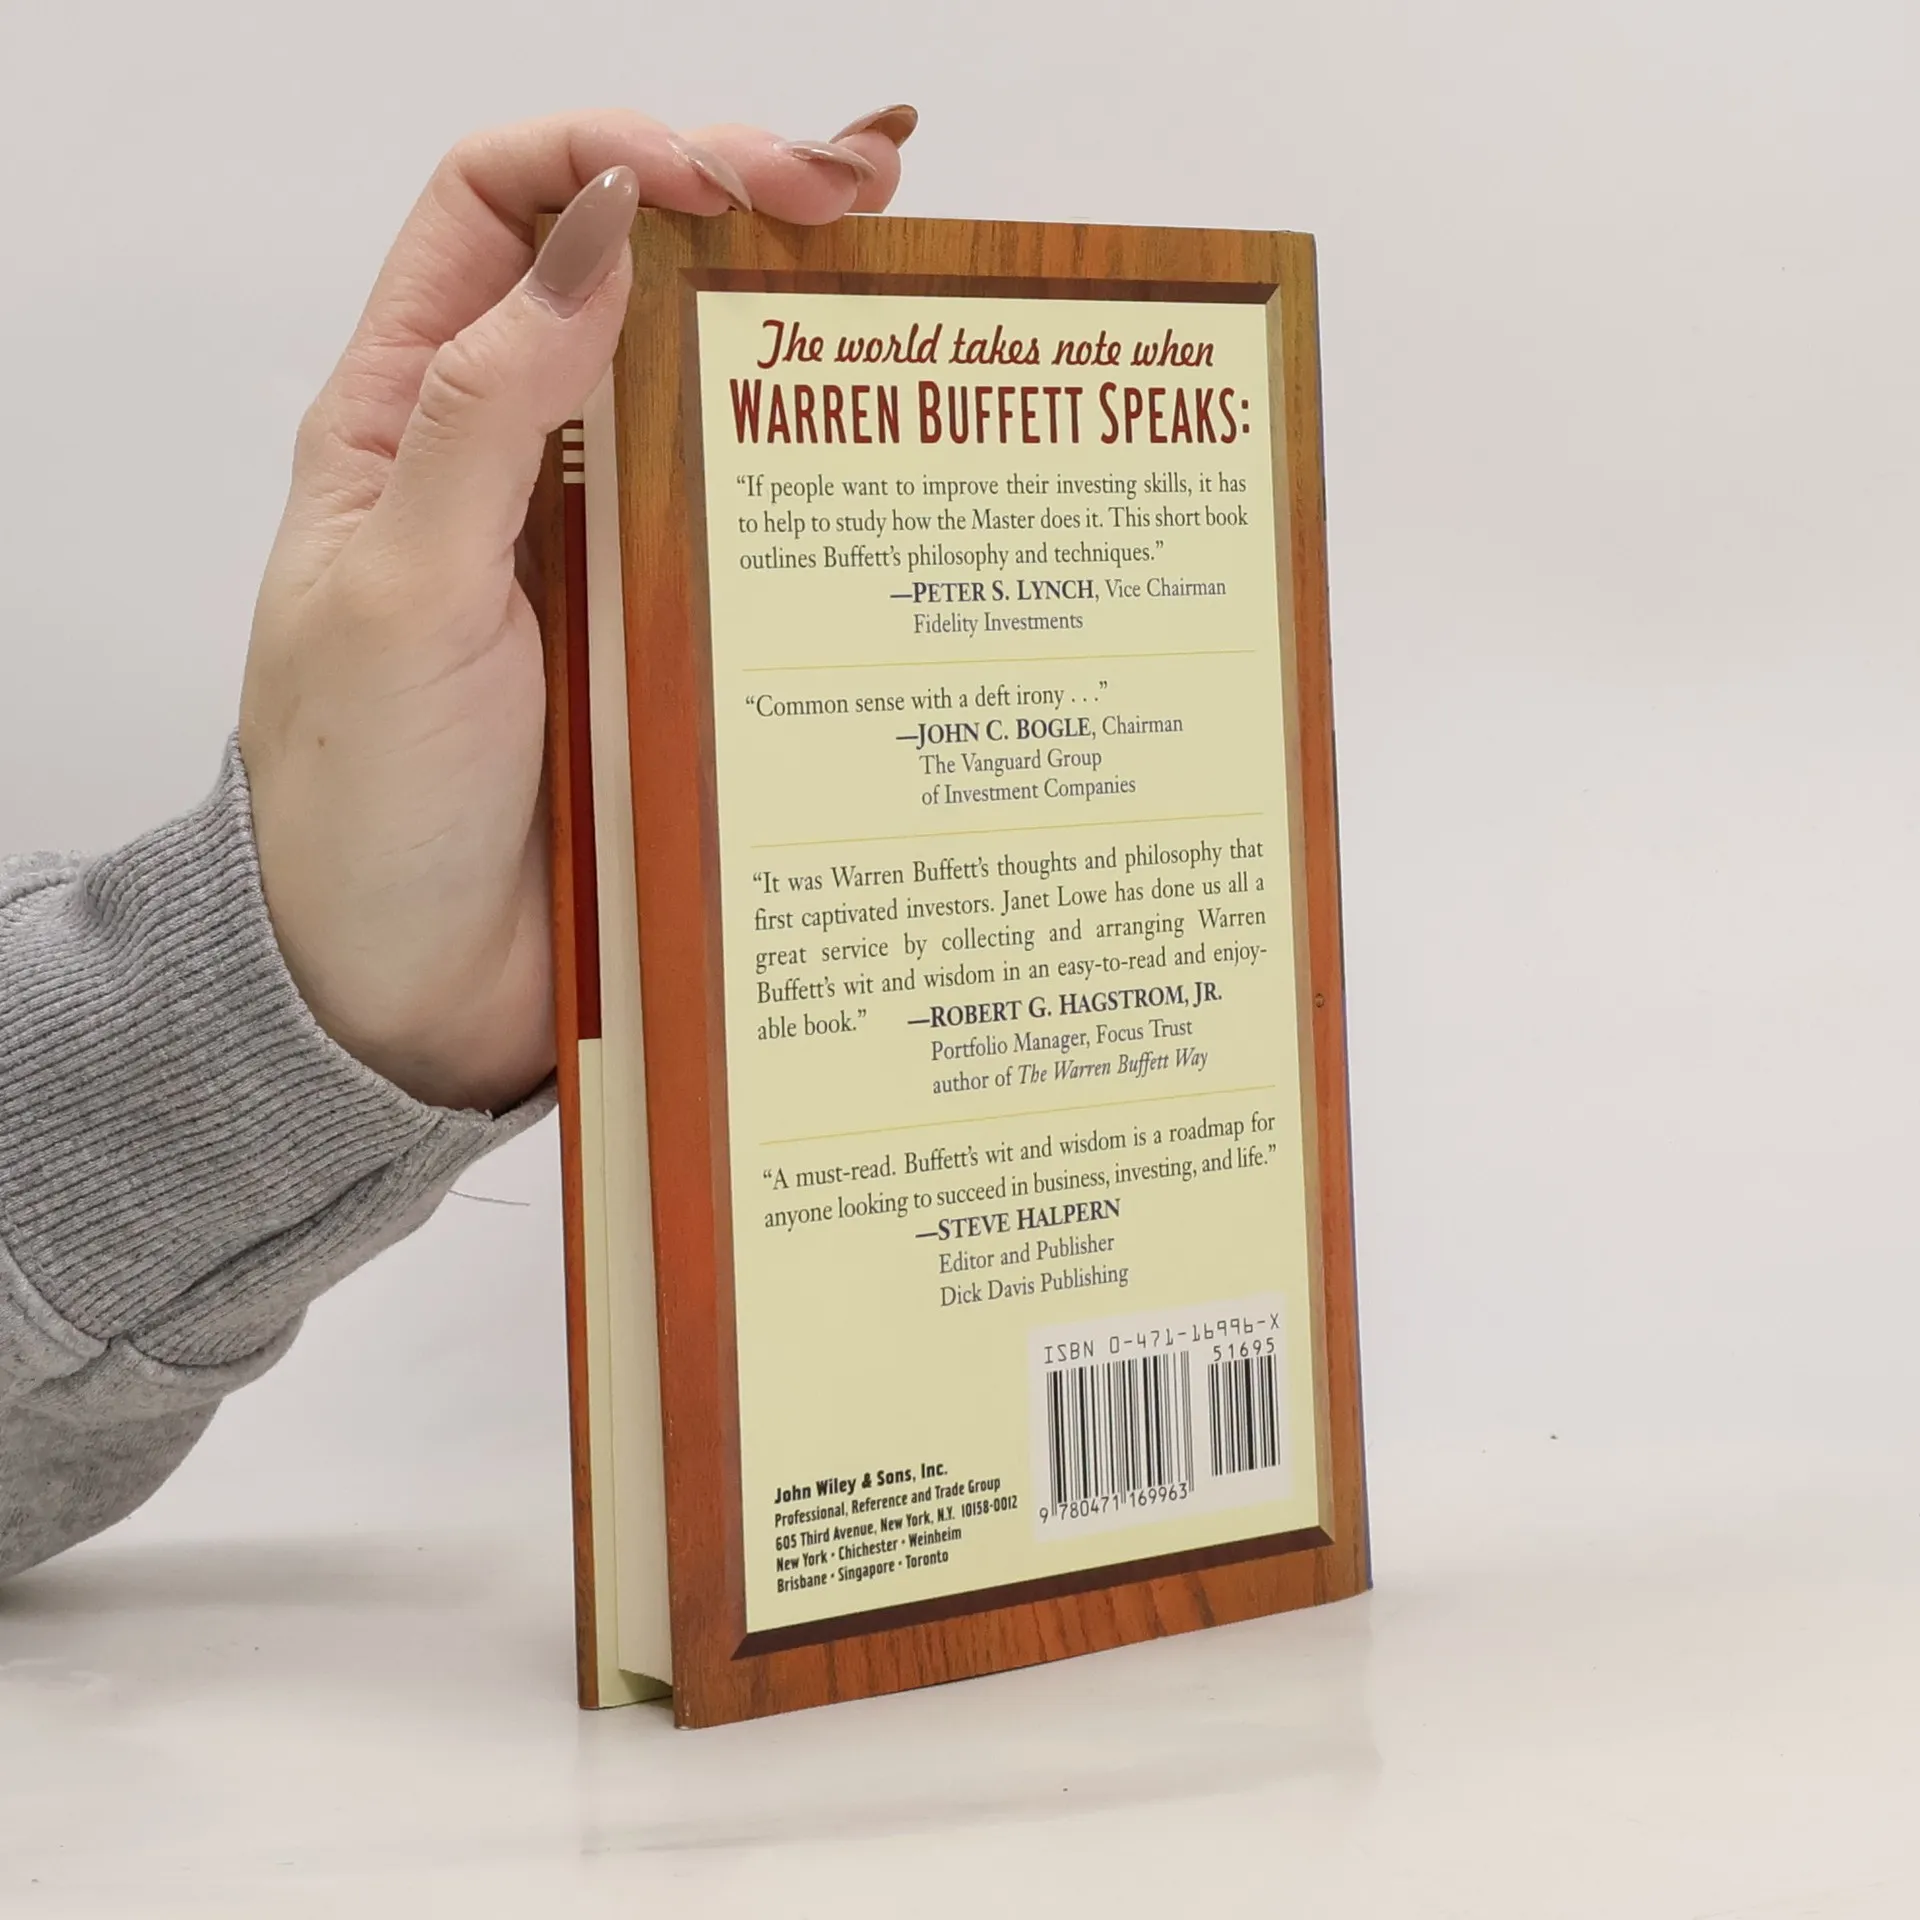 The world takes note when
WARREN BUFFETT SPEAKS:
“If people want to improve their investing skills, it has
to help to study how the Master does it. This short book
outlines Buffett’s philosophy and techniques.”
—PETER S. LYNCH, Vice Chairman
Fidelity Investments
“Common sense with a deft irony . . .”
—JOHN C. BOGLE, Chairman
The Vanguard Group
of Investment Companies
“It was Warren Buffett’s thoughts and philosophy that
first captivated investors. Janet Lowe has done us all a
great service by collecting and arranging Warren
Buffett’s wit and wisdom in an easy-to-read and enjoy-
able book.” —ROBERT G. HAGSTROM, JR.
Portfolio Manager, Focus Trust
author of The Warren Buffett Way
“A must-read. Buffett’s wit and wisdom is a roadmap for
anyone looking to succeed in business, investing, and life.”
—STEVE HALPERN
Editor and Publisher
Dick Davis Publishing
ISBN 0-471-16996-X
51695
9 780471 169963
John Wiley & Sons, Inc.
Professional, Reference and Trade Group
605 Third Avenue, New York, N.Y. 10158-0012
New York • Chichester • Weinheim
Brisbane • Singapore • Toronto